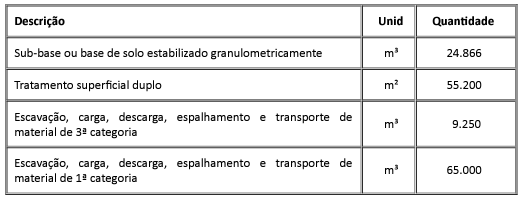 Descrição Unid Quantidade
Sub-base ou base de solo estabilizado granulometricamente m³ 24.866
Tratamento superficial duplo m² 55.200
Escavação, carga, descarga, espalhamento e transporte de
material de 3ª categoria m³ 9.250
Escavação, carga, descarga, espalhamento e transporte de
material de 1ª categoria m³ 65.000